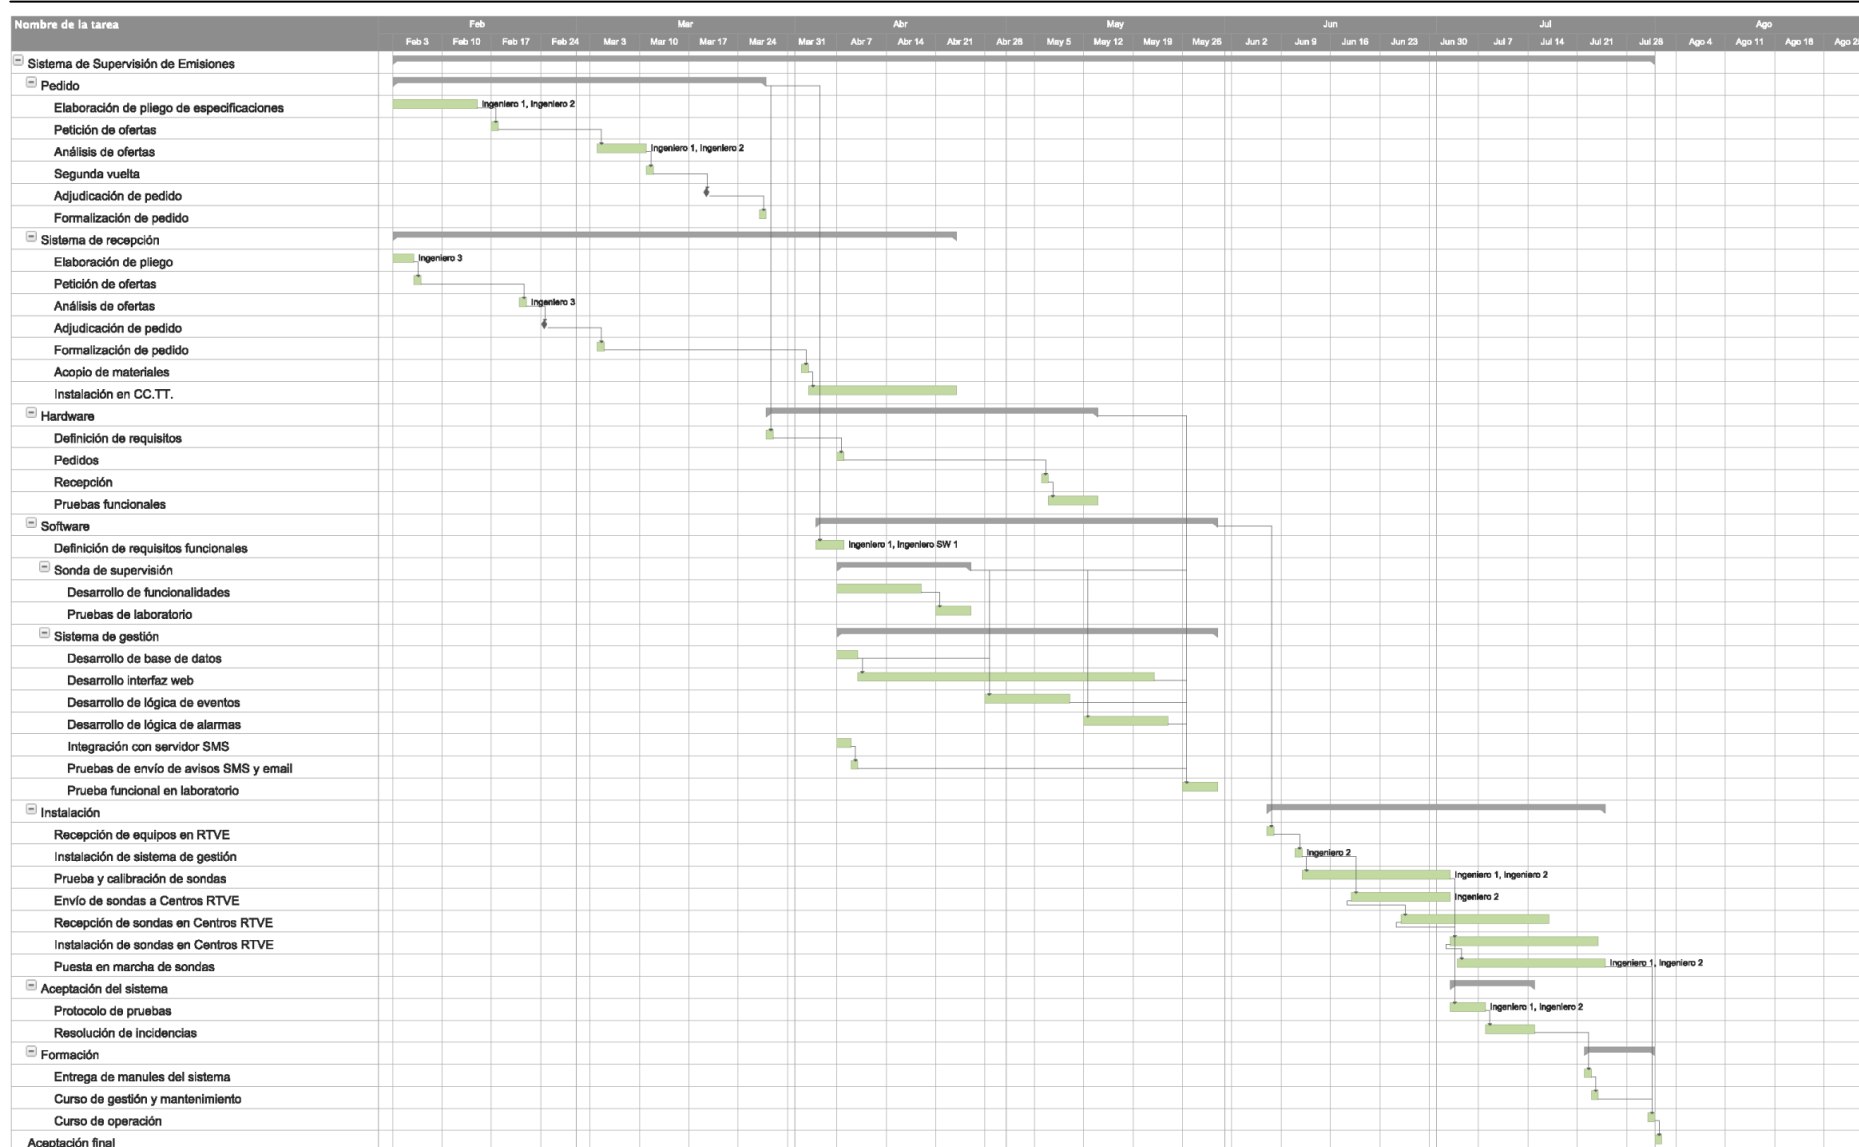 Nombre de la tarea
Feb Mar Abr May Jun Jul Ago
Feb 3 Feb 10 Feb 17 Feb 24 Mar 3 Mar 10 Mar 17 Mar 24 Mar 31 Abr 7 Abr 14 Abr 21 Abr 28 May 5 May 12 May 19 May 26 Jun 2 Jun 9 Jun 16 Jun 23 Jun 30 Jul 7 Jul 14 Jul 21 Jul 28 Ago 4 Ago 11 Ago 18
Sistema de Supervisión de Emisiones
Pedido
Elaboración de pliego de especificaciones Ingeniero 1, Ingeniero 2
Petición de ofertas
Análisis de ofertas Ingeniero 1, Ingeniero 2
Segunda vuelta
Adjudicación de pedido
Formalización de pedido
Sistema de recepción
Elaboración de pliego Ingeniero 3
Petición de ofertas
Análisis de ofertas Ingeniero 3
Adjudicación de pedido
Formalización de pedido
Acopio de materiales
Instalación en CC.TT.
Hardware
Definición de requisitos
Pedidos
Recepción
Pruebas funcionales
Software
Definición de requisitos funcionales Ingeniero 1, Ingeniero SW 1
Sonda de supervisión
Desarrollo de funcionalidades
Pruebas de laboratorio
Sistema de gestión
Desarrollo de base de datos
Desarrollo interfaz web
Desarrollo de lógica de eventos
Desarrollo de lógica de alarmas
Integración con servidor SMS
Pruebas de envío de avisos SMS y email
Prueba funcional en laboratorio
Instalación
Recepción de equipos en RTVE
Instalación de sistema de gestión Ingeniero 2
Prueba y calibración de sondas Ingeniero 1, Ingeniero 2
Envío de sondas a Centros RTVE Ingeniero 2
Recepción de sondas en Centros RTVE
Instalación de sondas en Centros RTVE
Puesta en marcha de sondas Ingeniero 1, Ingeniero 2
Aceptación del sistema
Protocolo de pruebas Ingeniero 1, Ingeniero 2
Resolución de incidencias
Formación
Entrega de manules del sistema
Curso de gestión y mantenimiento
Curso de operación
Aceptación final